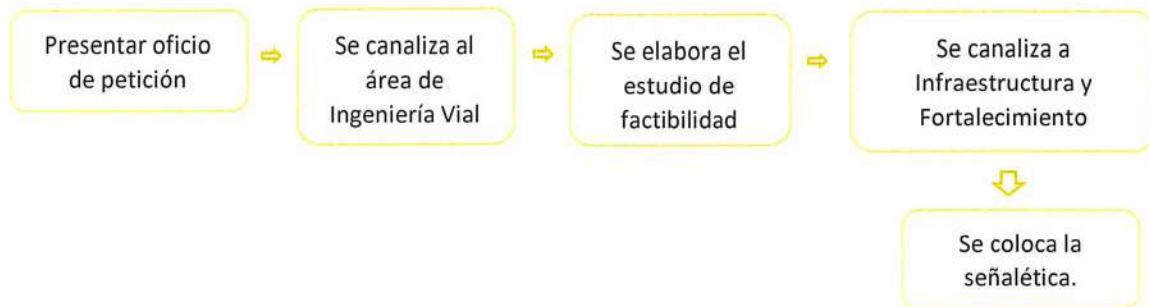 Presentar oficio
de petición
Se canaliza al
área de
Ingeniería Vial
Se elabora el
estudio de
factibilidad
Se canaliza a
Infraestructura y
Fortalecimiento
Se coloca la
señalética.